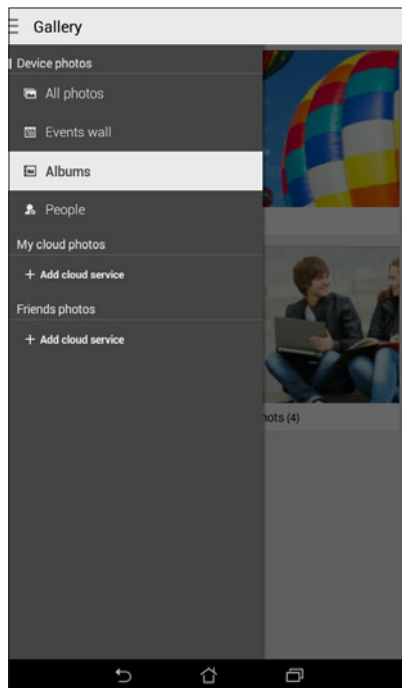 Gallery
Device photos
All photos
Events wall
Albums
People
My cloud photos
+ Add cloud service
Friends photos
+ Add cloud service
(4)